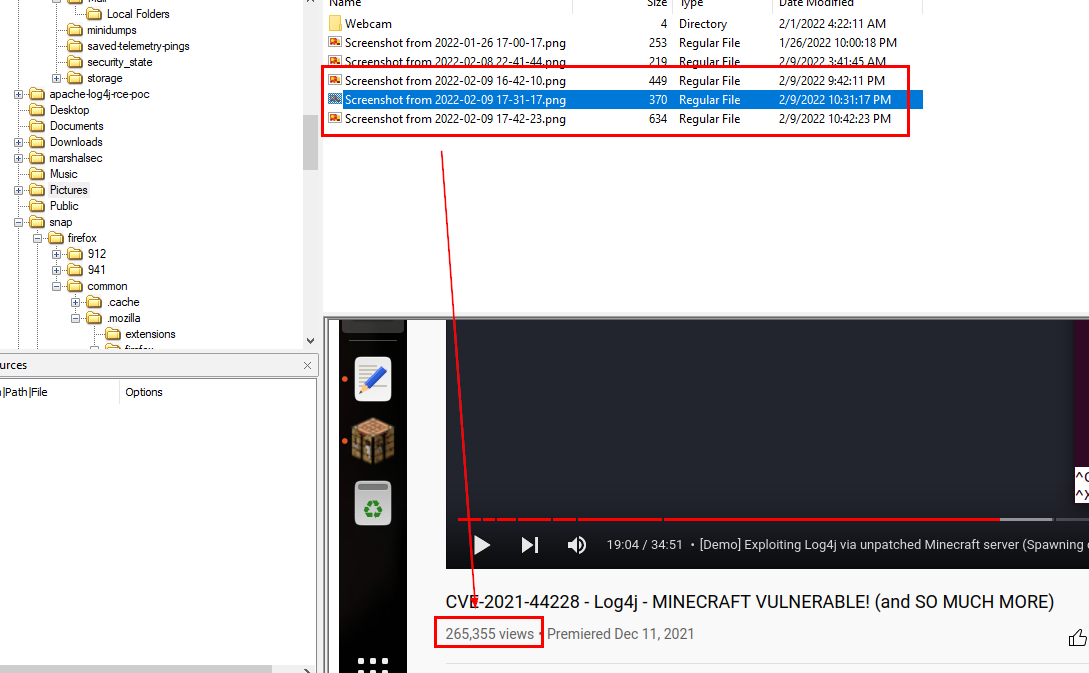 Mail
Local Folders
minidumps
saved-telemetry-pings
security_state
storage
apache-log4j-rce-poc
Desktop
Documents
Downloads
marshalsec
Music
Pictures
Public
snap
firefox
912
941
common
.cache
.mozilla
extensions
firefox
Name Size Type Date Modified
Webcam 4 Directory 2/1/2022 4:22:11 AM
Screenshot from 2022-01-26 17-00-17.png 253 Regular File 1/26/2022 10:00:18 PM
Screenshot from 2022-02-08 22-41-44.png 219 Regular File 2/9/2022 3:41:45 AM
Screenshot from 2022-02-09 16-42-10.png 449 Regular File 2/9/2022 9:42:11 PM
Screenshot from 2022-02-09 17-31-17.png 370 Regular File 2/9/2022 10:31:17 PM
Screenshot from 2022-02-09 17-42-23.png 634 Regular File 2/9/2022 10:42:23 PM
urces
|Path|File Options
^C
^X
19:04 / 34:51 • [Demo] Exploiting Log4j via unpatched Minecraft server (Spawning
CVE-2021-44228 - Log4j - MINECRAFT VULNERABLE! (and SO MUCH MORE)
265,355 views • Premiered Dec 11, 2021